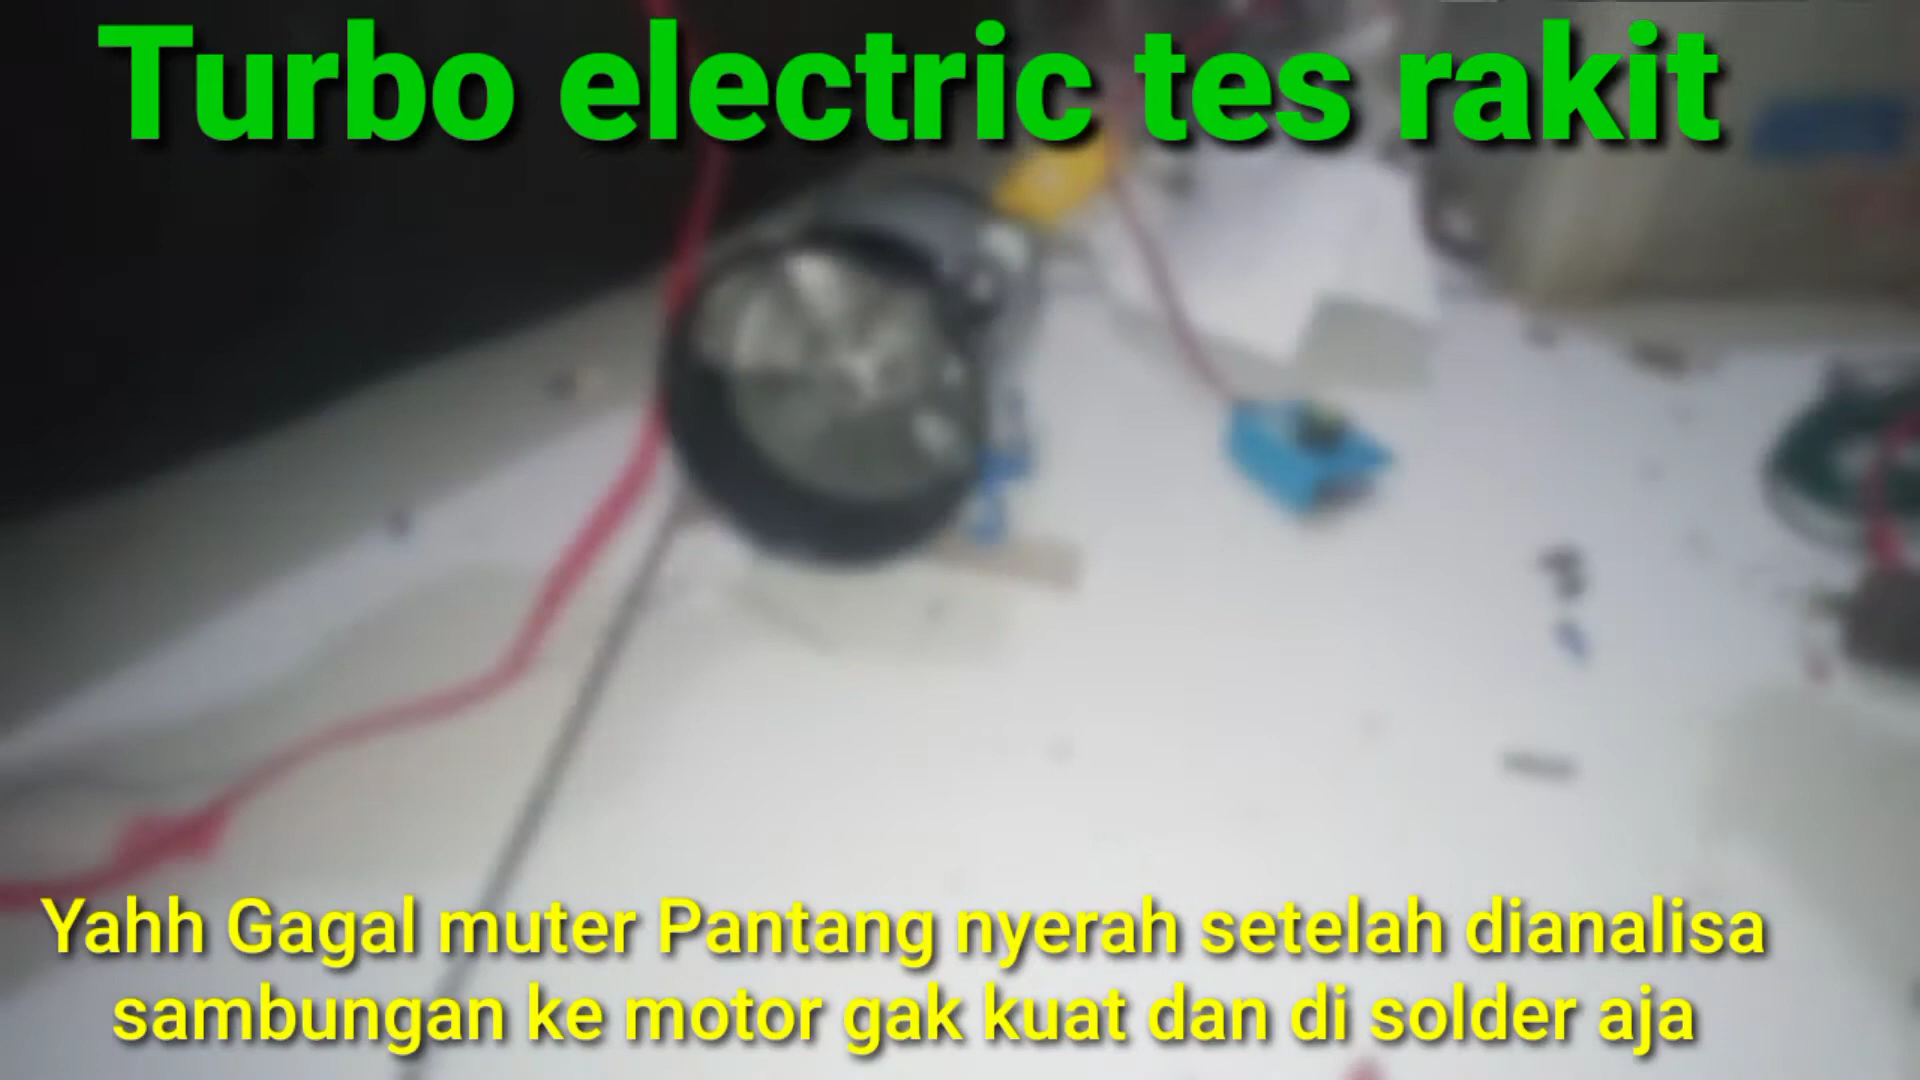 Turbo electric tes rakit
Yahh Gagal muter Pantang nyerah setelah dianalisa
sambungan ke motor gak kuat dan di solder aja